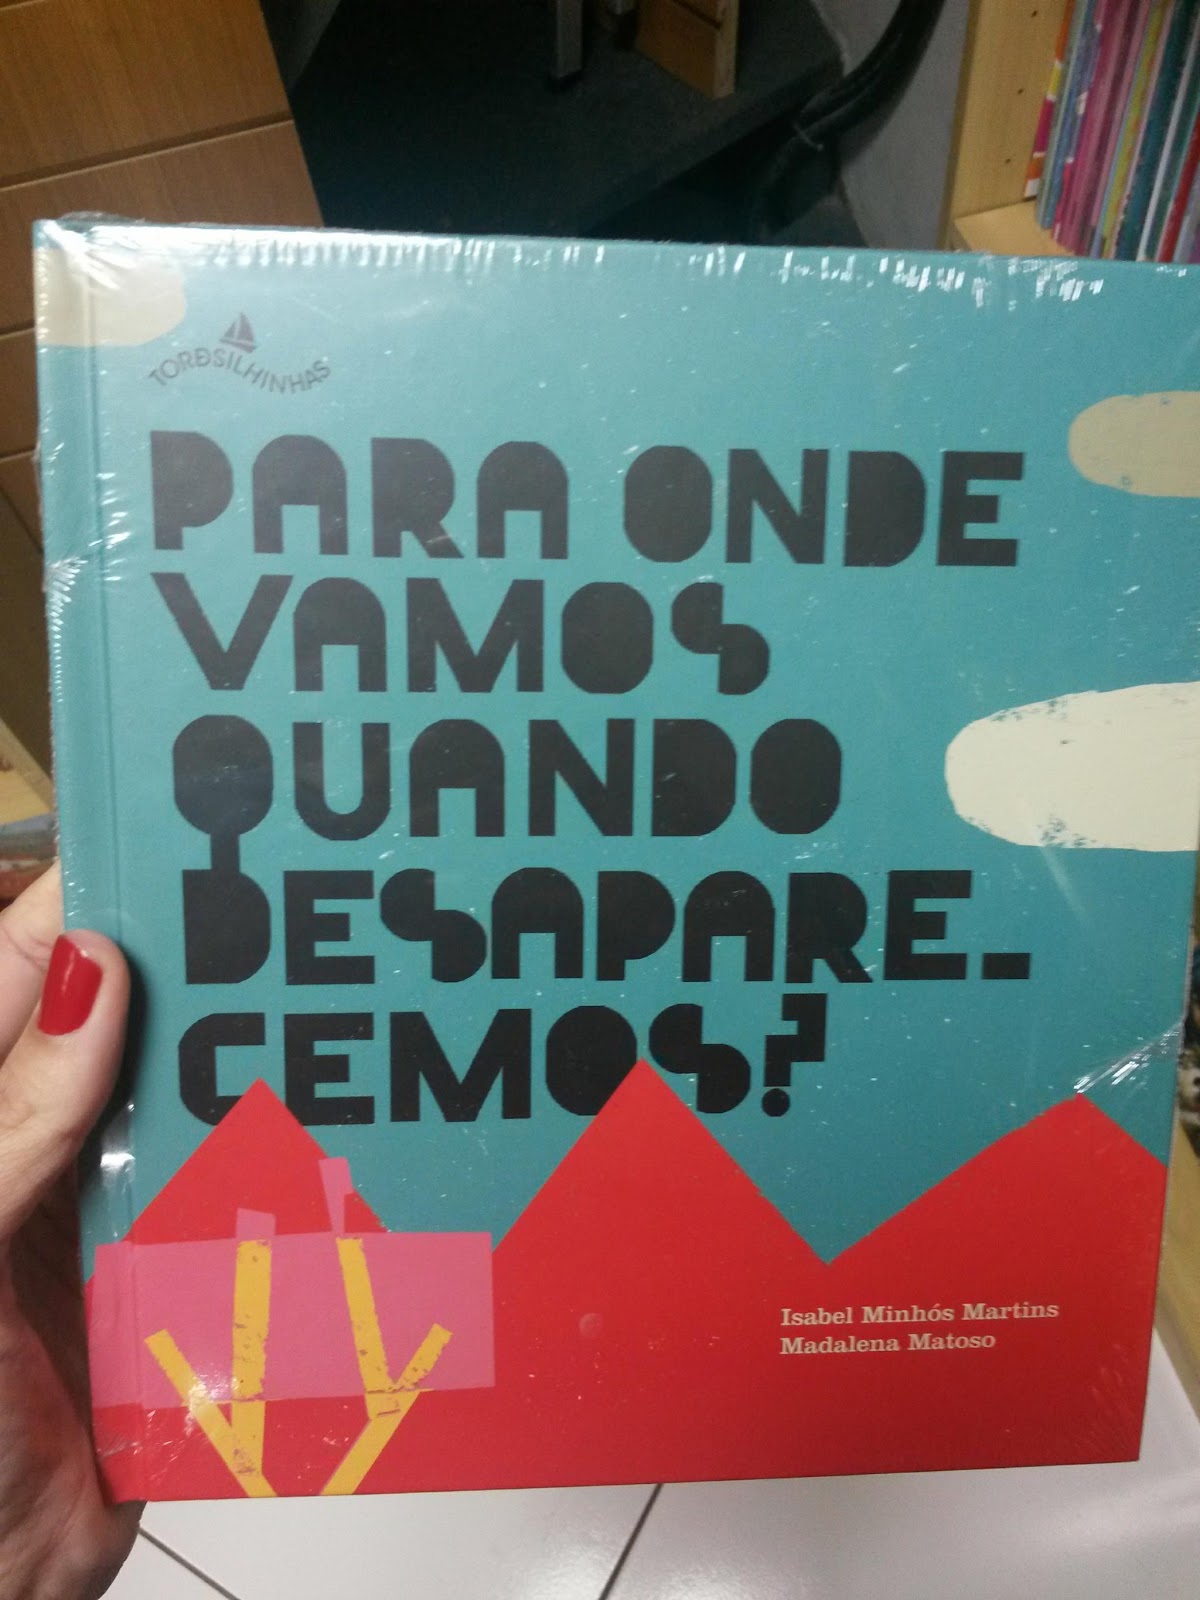 TORDSILHINHAS
PARA ONDE
VAMOS
QUANDO
DESAPARE-
CEMOS?
Isabel Minhós Martins
Madalena Matoso